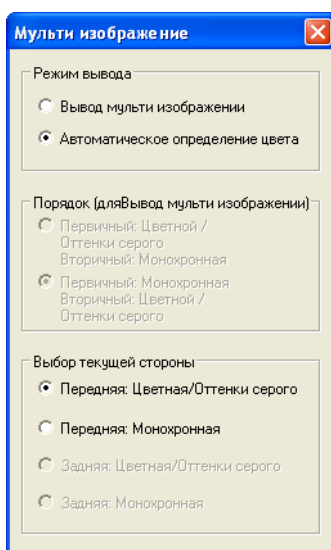 Мульти изображение
Режим вывода
Вывод мульти изображении
Автоматическое определение цвета
Порядок (дляВывод мульти изображении)
Первичный: Цветной /
Оттенки серого
Вторичный: Монохронная
Первичный: Монохронная
Вторичный: Цветной /
Оттенки серого
Выбор текущей стороны
Передняя: Цветная/Оттенки серого
Передняя: Монохронная
Задняя: Цветная/Оттенки серого
Задняя: Монохронная